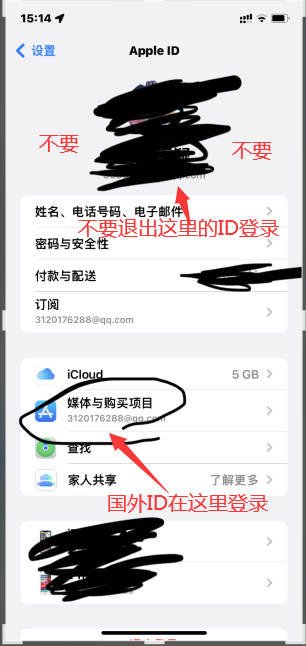 15:14
设置
Apple ID
不要
不要
不要退出这里的ID登录
姓名、电话号码、电子邮件
密码与安全性
付款与配送
订阅
3120176288@qq.com
iCloud
5 GB
媒体与购买项目
3120176288@qq.com
查找
家人共享
了解更多
国外ID在这里登录